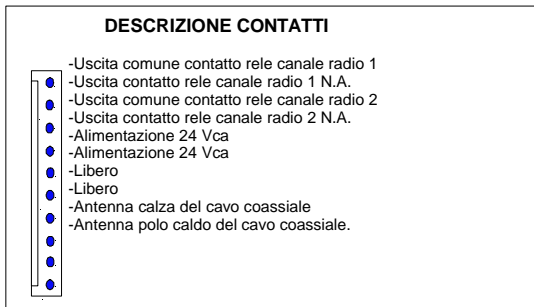 DESCRIZIONE CONTATTI
-Uscita comune contatto rele canale radio 1
-Uscita contatto rele canale radio 1 N.A.
-Uscita comune contatto rele canale radio 2
-Uscita contatto rele canale radio 2 N.A.
-Alimentazione 24 Vca
-Alimentazione 24 Vca
-Libero
-Libero
-Antenna calza del cavo coassiale
-Antenna polo caldo del cavo coassiale.